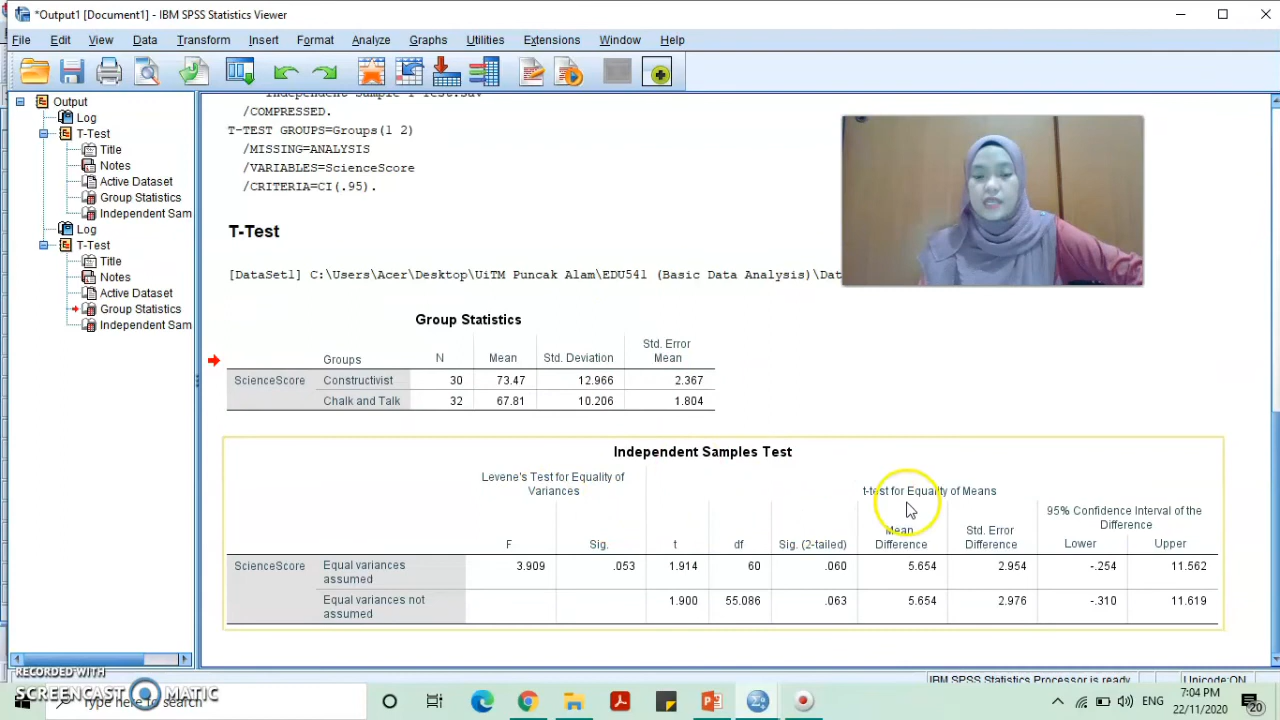 *Output1 [Document1] - IBM SPSS Statistics Viewer
File Edit View Data Transform Insert Format Analyze Graphs Utilities Extensions Window Help
Output
Log
T-Test
Title
Notes
Active Dataset
Group Statistics
Independent Sam
Log
T-Test
Title
Notes
Active Dataset
Group Statistics
Independent Sam
Independent Sample T Test.sav
/COMPRESSED.
T-TEST GROUPS=Groups(1 2)
/MISSING=ANALYSIS
/VARIABLES=ScienceScore
/CRITERIA=CI(.95).
T-Test
[DataSet1] C:\Users\Acer\Desktop\UiTM Puncak Alam\EDU541 (Basic Data Analysis)\Dat
Group Statistics
Groups N Mean Std. Deviation Std. Error Mean
ScienceScore Constructivist 30 73.47 12.966 2.367
Chalk and Talk 32 67.81 10.206 1.804
Independent Samples Test
Levene's Test for Equality of Variances
t-test for Equality of Means
95% Confidence Interval of the Difference
F Sig. t df Sig. (2-tailed) Mean Difference Std. Error Difference Lower Upper
ScienceScore Equal variances assumed 3.909 .053 1.914 60 .060 5.654 2.954 -.254 11.562
Equal variances not assumed 1.900 55.086 .063 5.654 2.976 -.310 11.619
IBM SPSS Statistics Processor is ready Unicode:ON
RECORDED WITH
SCREENCAST MATIC
Type here to search
ENG
7:04 PM
22/11/2020
20